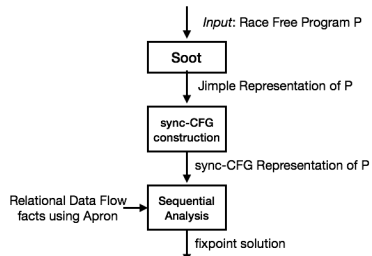 Input: Race Free Program P
Soot
Jimple Representation of P
sync-CFG
construction
sync-CFG Representation of P
Relational Data Flow
facts using Apron
Sequential
Analysis
fixpoint solution